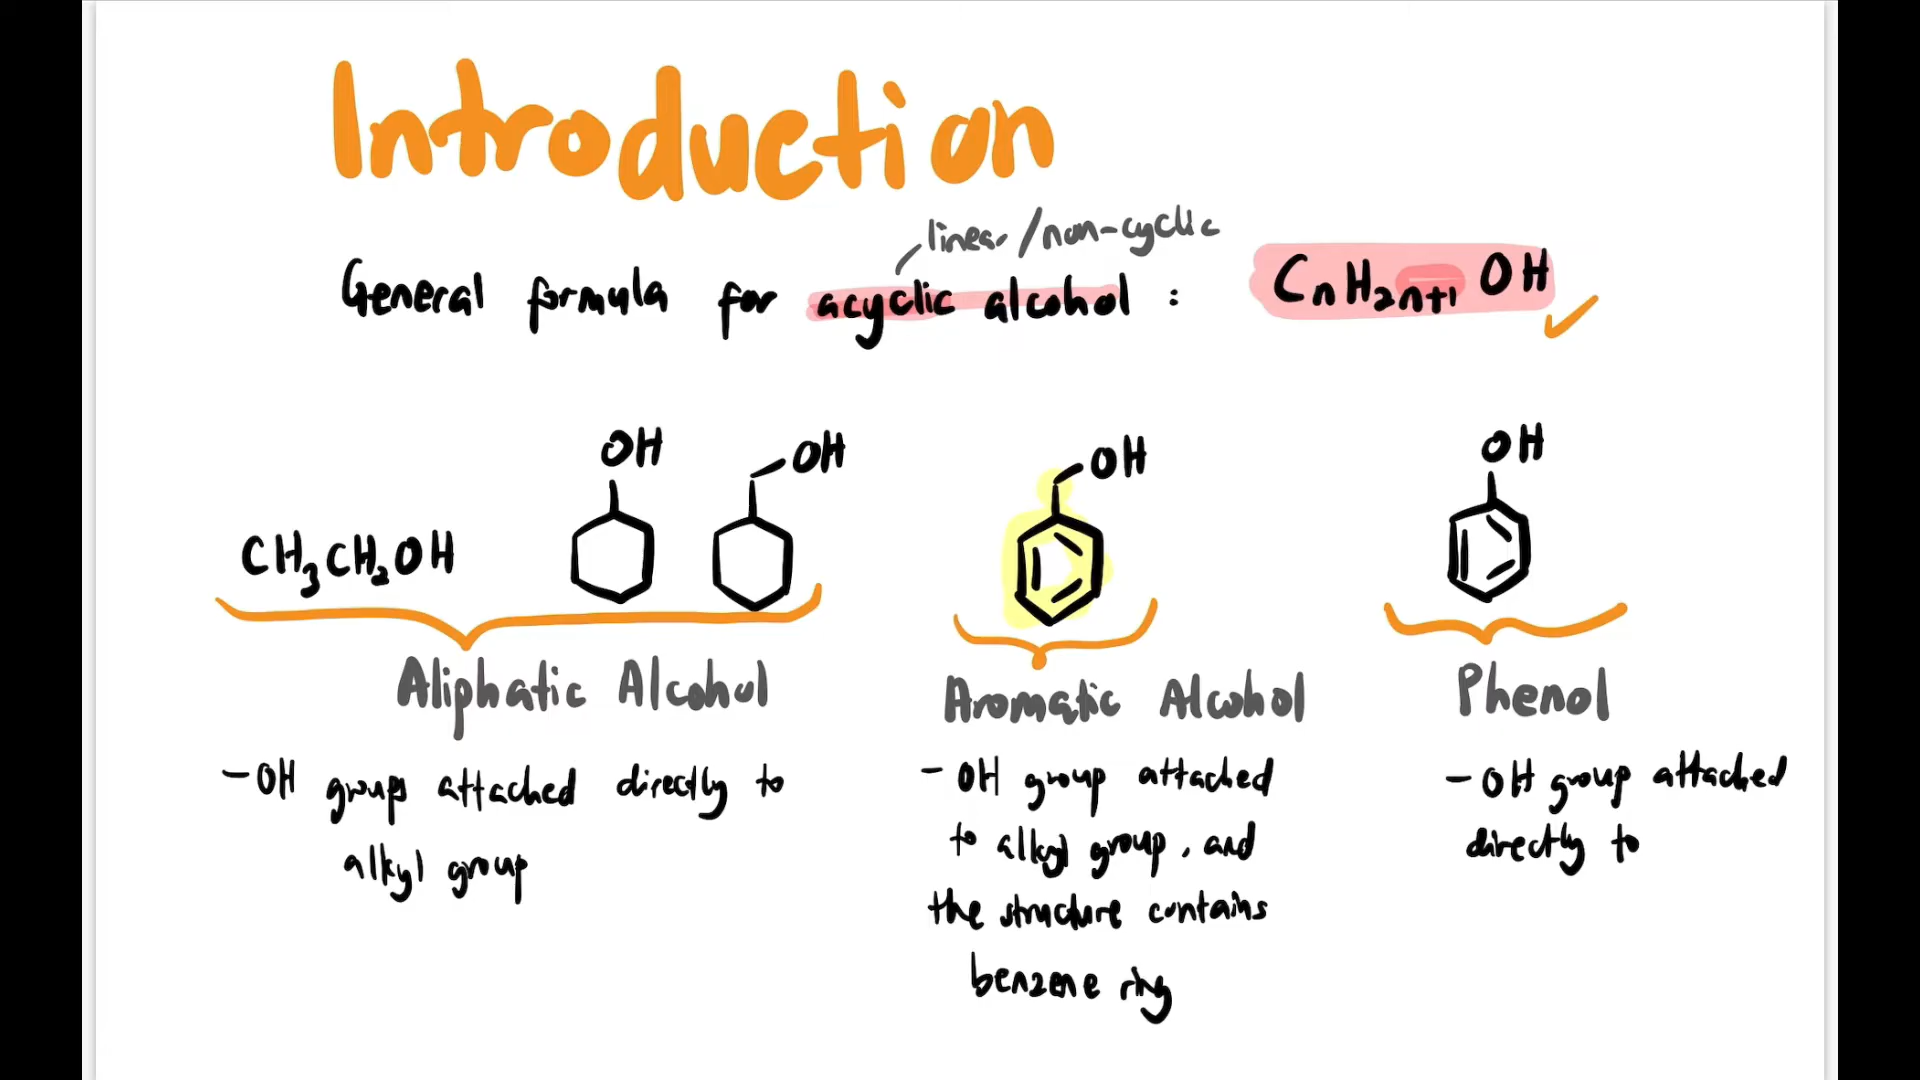 Introduction
linear/non-cyclic
General formula for acyclic alcohol : CnH2n+1 OH
OH OH OH OH
CH3CH2OH
Aliphatic Alcohol Aromatic Alcohol Phenol
-OH groups attached directly to
alkyl group
-OH group attached
to alkyl group, and
the structure contains
benzene ring
-OH group attached
directly to